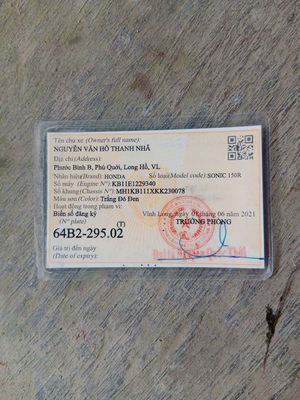 Tên chủ xe (Owner's full name):
NGUYỄN VĂN HỒ THANH NHÃ
Địa chỉ (Address):
Phước Bình B, Phú Quới, Long Hồ, VL
Nhãn hiệu(Brand): HONDA Số loại(Model code):SONIC 150R
Số máy (Engine N°): KB11E1229340
Số khung (Chassis N°): MH1KB111XKK230078
Màu sơn (Color): Trắng Đỏ Đen
Hoạt động trong phạm vi:
Biển số đăng ký Vĩnh Long, ngày 01 tháng 06 năm 2021
(T) TRƯỞNG PHÒNG
64B2-295.02
Giá trị đến ngày
(Date of expiry):